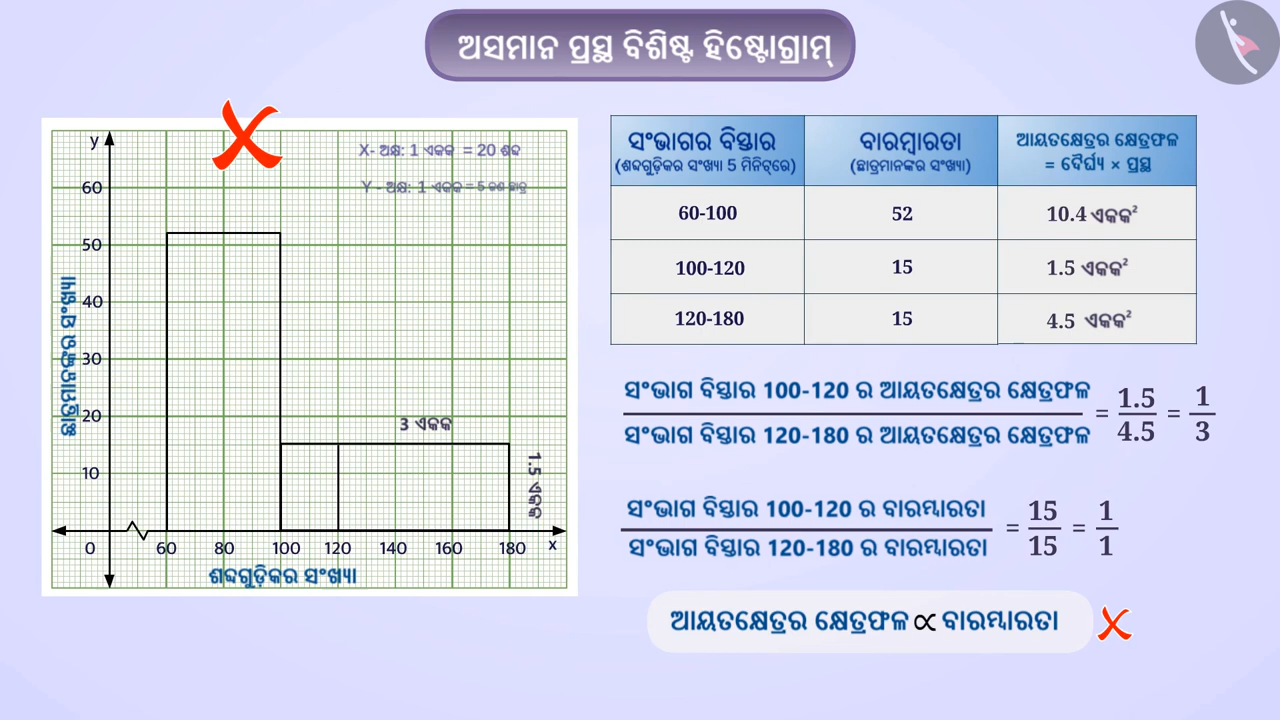 ଅସମାନ ପ୍ରସ୍ଥ ବିଶିଷ୍ଟ ହିଷ୍ଟୋଗ୍ରାମ୍
y
X- ଅକ୍ଷ: 1 ଏକକ = 20 ଶବ୍ଦ
Y - ଅକ୍ଷ: 1 ଏକକ = 5 ଜଣ ଛାତ୍ର
60
50
40
30
20
10
ଛାତ୍ରମାନଙ୍କର ସଂଖ୍ୟା
3 ଏକକ
1.5 ଏକକ
0 60 80 100 120 140 160 180 x
ଶବ୍ଦଗୁଡ଼ିକର ସଂଖ୍ୟା
ସଂଭାଗର ବିସ୍ତାର ବାରମ୍ବାରତା ଆୟତକ୍ଷେତ୍ରର କ୍ଷେତ୍ରଫଳ
(ଶବ୍ଦଗୁଡ଼ିକର ସଂଖ୍ୟା 5 ମିନିଟ୍‌ରେ) (ଛାତ୍ରମାନଙ୍କର ସଂଖ୍ୟା) = ଦୈର୍ଘ୍ୟ × ପ୍ରସ୍ଥ
60-100 52 10.4 ଏକକ²
100-120 15 1.5 ଏକକ²
120-180 15 4.5 ଏକକ²
ସଂଭାଗ ବିସ୍ତାର 100-120 ର ଆୟତକ୍ଷେତ୍ରର କ୍ଷେତ୍ରଫଳ
ସଂଭାଗ ବିସ୍ତାର 120-180 ର ଆୟତକ୍ଷେତ୍ରର କ୍ଷେତ୍ରଫଳ
= 1.5/4.5 = 1/3
ସଂଭାଗ ବିସ୍ତାର 100-120 ର ବାରମ୍ବାରତା
ସଂଭାଗ ବିସ୍ତାର 120-180 ର ବାରମ୍ବାରତା
= 15/15 = 1/1
ଆୟତକ୍ଷେତ୍ରର କ୍ଷେତ୍ରଫଳ ∝ ବାରମ୍ବାରତା